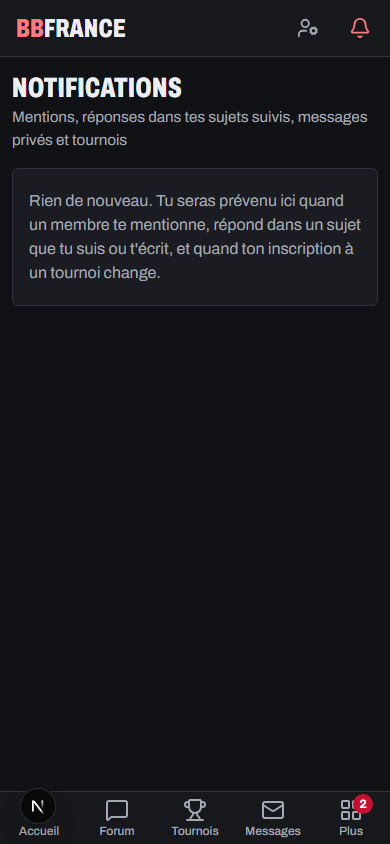 BBFRANCE
NOTIFICATIONS
Mentions, réponses dans tes sujets suivis, messages
privés et tournois
Rien de nouveau. Tu seras prévenu ici quand
un membre te mentionne, répond dans un sujet
que tu suis ou t'écrit, et quand ton inscription à
un tournoi change.
N
2
Accueil Forum Tournois Messages Plus